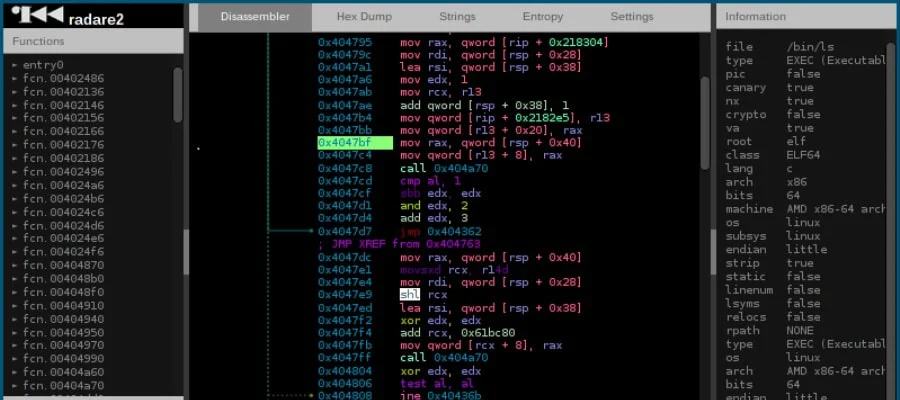 radare2
Disassembler Hex Dump Strings Entropy Settings
Information
Functions
entry0
fcn.00402486
fcn.00402136
fcn.00402146
fcn.00402156
fcn.00402166
fcn.00402176
fcn.00402186
fcn.00402496
fcn.004024a6
fcn.004024b6
fcn.004024c6
fcn.004024d6
fcn.004024e6
fcn.004024f6
fcn.00404870
fcn.004048b0
fcn.004048f0
fcn.00404910
fcn.00404940
fcn.00404950
fcn.00404970
fcn.00404990
fcn.00404a60
fcn.00404a70
0x404795 mov rax, qword [rip + 0x218304]
0x40479c mov rdi, qword [rsp + 0x28]
0x4047a1 lea rsi, qword [rsp + 0x38]
0x4047a6 mov edx, 1
0x4047ab mov rcx, r13
0x4047ae add qword [rsp + 0x38], 1
0x4047b4 mov qword [rip + 0x2182e5], r13
0x4047bb mov qword [r13 + 0x20], rax
0x4047bf mov rax, qword [rsp + 0x40]
0x4047c4 mov qword [r13 + 8], rax
0x4047c8 call 0x404a70
0x4047cd cmp al, 1
0x4047cf sbb edx, edx
0x4047d1 and edx, 2
0x4047d4 add edx, 3
0x4047d7 jmp 0x404362
; JMP XREF from 0x404763
0x4047dc mov rax, qword [rsp + 0x40]
0x4047e1 movsxd rcx, r14d
0x4047e4 mov rdi, qword [rsp + 0x28]
0x4047e9 shl rcx
0x4047ed lea rsi, qword [rsp + 0x38]
0x4047f2 xor edx, edx
0x4047f4 add rcx, 0x61bc80
0x4047fb mov qword [rcx + 8], rax
0x4047ff call 0x404a70
0x404804 xor edx, edx
0x404806 test al, al
0x404808 jne 0x40436b
file /bin/ls
type EXEC (Executabl
pic false
canary true
nx true
crypto false
va true
root elf
class ELF64
lang c
arch x86
bits 64
machine AMD x86-64 arch
os linux
subsys linux
endian little
strip true
static false
linenum false
lsyms false
relocs false
rpath NONE
type EXEC (Executabl
os linux
arch AMD x86-64 arch
bits 64
endian little